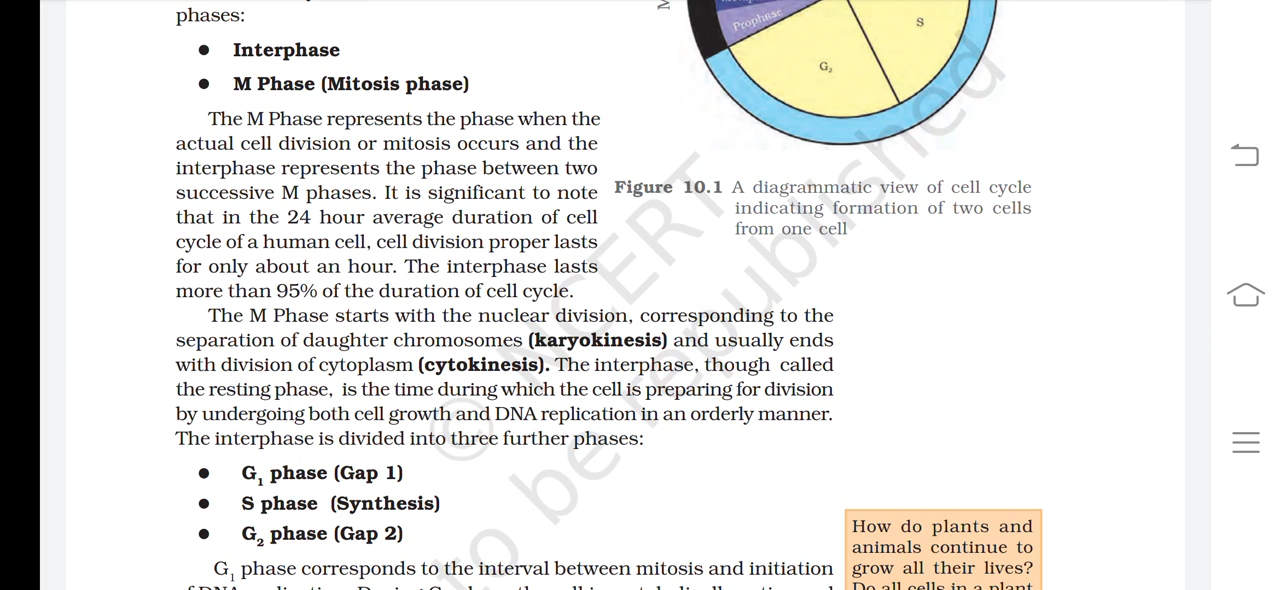 phases:
M
Prophase
S
G2
● Interphase
● M Phase (Mitosis phase)
The M Phase represents the phase when the
actual cell division or mitosis occurs and the
interphase represents the phase between two
successive M phases. It is significant to note
that in the 24 hour average duration of cell
cycle of a human cell, cell division proper lasts
for only about an hour. The interphase lasts
more than 95% of the duration of cell cycle.
Figure 10.1 A diagrammatic view of cell cycle
indicating formation of two cells
from one cell
The M Phase starts with the nuclear division, corresponding to the
separation of daughter chromosomes (karyokinesis) and usually ends
with division of cytoplasm (cytokinesis). The interphase, though called
the resting phase, is the time during which the cell is preparing for division
by undergoing both cell growth and DNA replication in an orderly manner.
The interphase is divided into three further phases:
● G1 phase (Gap 1)
● S phase (Synthesis)
● G2 phase (Gap 2)
G1 phase corresponds to the interval between mitosis and initiation
How do plants and
animals continue to
grow all their lives?
Do all cells in a plant
© NCERT
to be republished